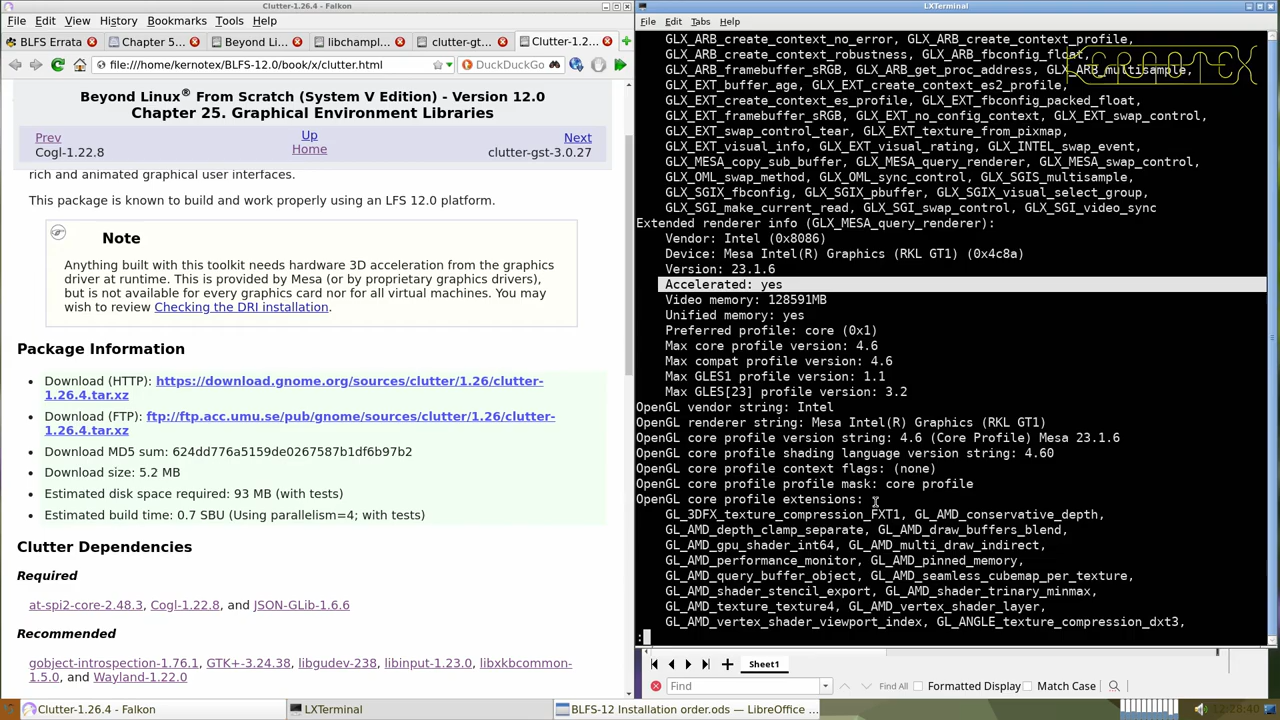 Clutter-1.26.4 - Falkon
File Edit View History Bookmarks Tools Help
BLFS Errata Chapter 5... Beyond Li... libchampl... clutter-gt... Clutter-1.2...
file:///home/kernotex/BLFS-12.0/book/x/clutter.html DuckDuckGo
Beyond Linux® From Scratch (System V Edition) - Version 12.0
Chapter 25. Graphical Environment Libraries
Prev Up Next
Cogl-1.22.8 Home clutter-gst-3.0.27
rich and animated graphical user interfaces.
This package is known to build and work properly using an LFS 12.0 platform.
Note
Anything built with this toolkit needs hardware 3D acceleration from the graphics
driver at runtime. This is provided by Mesa (or by proprietary graphics drivers),
but is not available for every graphics card nor for all virtual machines. You may
wish to review Checking the DRI installation.
Package Information
Download (HTTP): https://download.gnome.org/sources/clutter/1.26/clutter-
1.26.4.tar.xz
Download (FTP): ftp://ftp.acc.umu.se/pub/gnome/sources/clutter/1.26/clutter-
1.26.4.tar.xz
Download MD5 sum: 624dd776a5159de0267587b1df6b97b2
Download size: 5.2 MB
Estimated disk space required: 93 MB (with tests)
Estimated build time: 0.7 SBU (Using parallelism=4; with tests)
Clutter Dependencies
Required
at-spi2-core-2.48.3, Cogl-1.22.8, and JSON-GLib-1.6.6
Recommended
gobject-introspection-1.76.1, GTK+-3.24.38, libgudev-238, libinput-1.23.0, libxkbcommon-
1.5.0, and Wayland-1.22.0
LXTerminal
File Edit Tabs Help
KERNOTEX
GLX_ARB_create_context_no_error, GLX_ARB_create_context_profile,
GLX_ARB_create_context_robustness, GLX_ARB_fbconfig_float,
GLX_ARB_framebuffer_sRGB, GLX_ARB_get_proc_address, GLX_ARB_multisample,
GLX_EXT_buffer_age, GLX_EXT_create_context_es2_profile,
GLX_EXT_create_context_es_profile, GLX_EXT_fbconfig_packed_float,
GLX_EXT_framebuffer_sRGB, GLX_EXT_no_config_context, GLX_EXT_swap_control,
GLX_EXT_swap_control_tear, GLX_EXT_texture_from_pixmap,
GLX_EXT_visual_info, GLX_EXT_visual_rating, GLX_INTEL_swap_event,
GLX_MESA_copy_sub_buffer, GLX_MESA_query_renderer, GLX_MESA_swap_control,
GLX_OML_swap_method, GLX_OML_sync_control, GLX_SGIS_multisample,
GLX_SGIX_fbconfig, GLX_SGIX_pbuffer, GLX_SGIX_visual_select_group,
GLX_SGI_make_current_read, GLX_SGI_swap_control, GLX_SGI_video_sync
Extended renderer info (GLX_MESA_query_renderer):
Vendor: Intel (0x8086)
Device: Mesa Intel(R) Graphics (RKL GT1) (0x4c8a)
Version: 23.1.6
Accelerated: yes
Video memory: 128591MB
Unified memory: yes
Preferred profile: core (0x1)
Max core profile version: 4.6
Max compat profile version: 4.6
Max GLES1 profile version: 1.1
Max GLES[23] profile version: 3.2
OpenGL vendor string: Intel
OpenGL renderer string: Mesa Intel(R) Graphics (RKL GT1)
OpenGL core profile version string: 4.6 (Core Profile) Mesa 23.1.6
OpenGL core profile shading language version string: 4.60
OpenGL core profile context flags: (none)
OpenGL core profile profile mask: core profile
OpenGL core profile extensions:
GL_3DFX_texture_compression_FXT1, GL_AMD_conservative_depth,
GL_AMD_depth_clamp_separate, GL_AMD_draw_buffers_blend,
GL_AMD_gpu_shader_int64, GL_AMD_multi_draw_indirect,
GL_AMD_performance_monitor, GL_AMD_pinned_memory,
GL_AMD_query_buffer_object, GL_AMD_seamless_cubemap_per_texture,
GL_AMD_shader_stencil_export, GL_AMD_shader_trinary_minmax,
GL_AMD_texture_texture4, GL_AMD_vertex_shader_layer,
GL_AMD_vertex_shader_viewport_index, GL_ANGLE_texture_compression_dxt3,
:
Sheet1
Find Find All Formatted Display Match Case
Clutter-1.26.4 - Falkon LXTerminal BLFS-12 Installation order.ods — LibreOffice ... 12:28:40